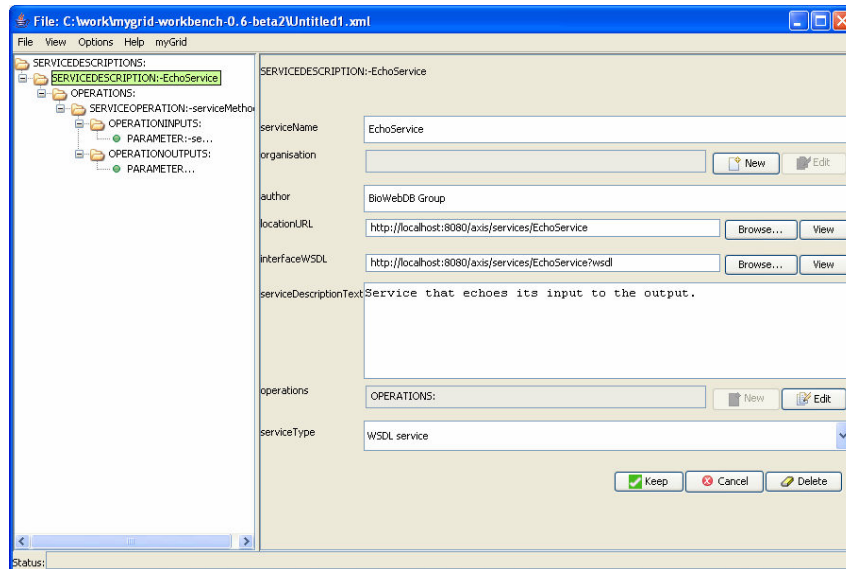 File: C:\work\mygrid-workbench-0.6-beta2\Untitled1.xml
File View Options Help myGrid
SERVICEDESCRIPTIONS:
SERVICEDESCRIPTION:-EchoService
OPERATIONS:
SERVICEOPERATION:-serviceMetho
OPERATIONINPUTS:
PARAMETER:-se...
OPERATIONOUTPUTS:
PARAMETER...
SERVICEDESCRIPTION:-EchoService
serviceName EchoService
organisation New Edit
author BioWebDB Group
locationURL http://localhost:8080/axis/services/EchoService Browse... View
interfaceWSDL http://localhost:8080/axis/services/EchoService?wsdl Browse... View
serviceDescriptionText Service that echoes its input to the output.
operations OPERATIONS: New Edit
serviceType WSDL service
Keep Cancel Delete
Status: